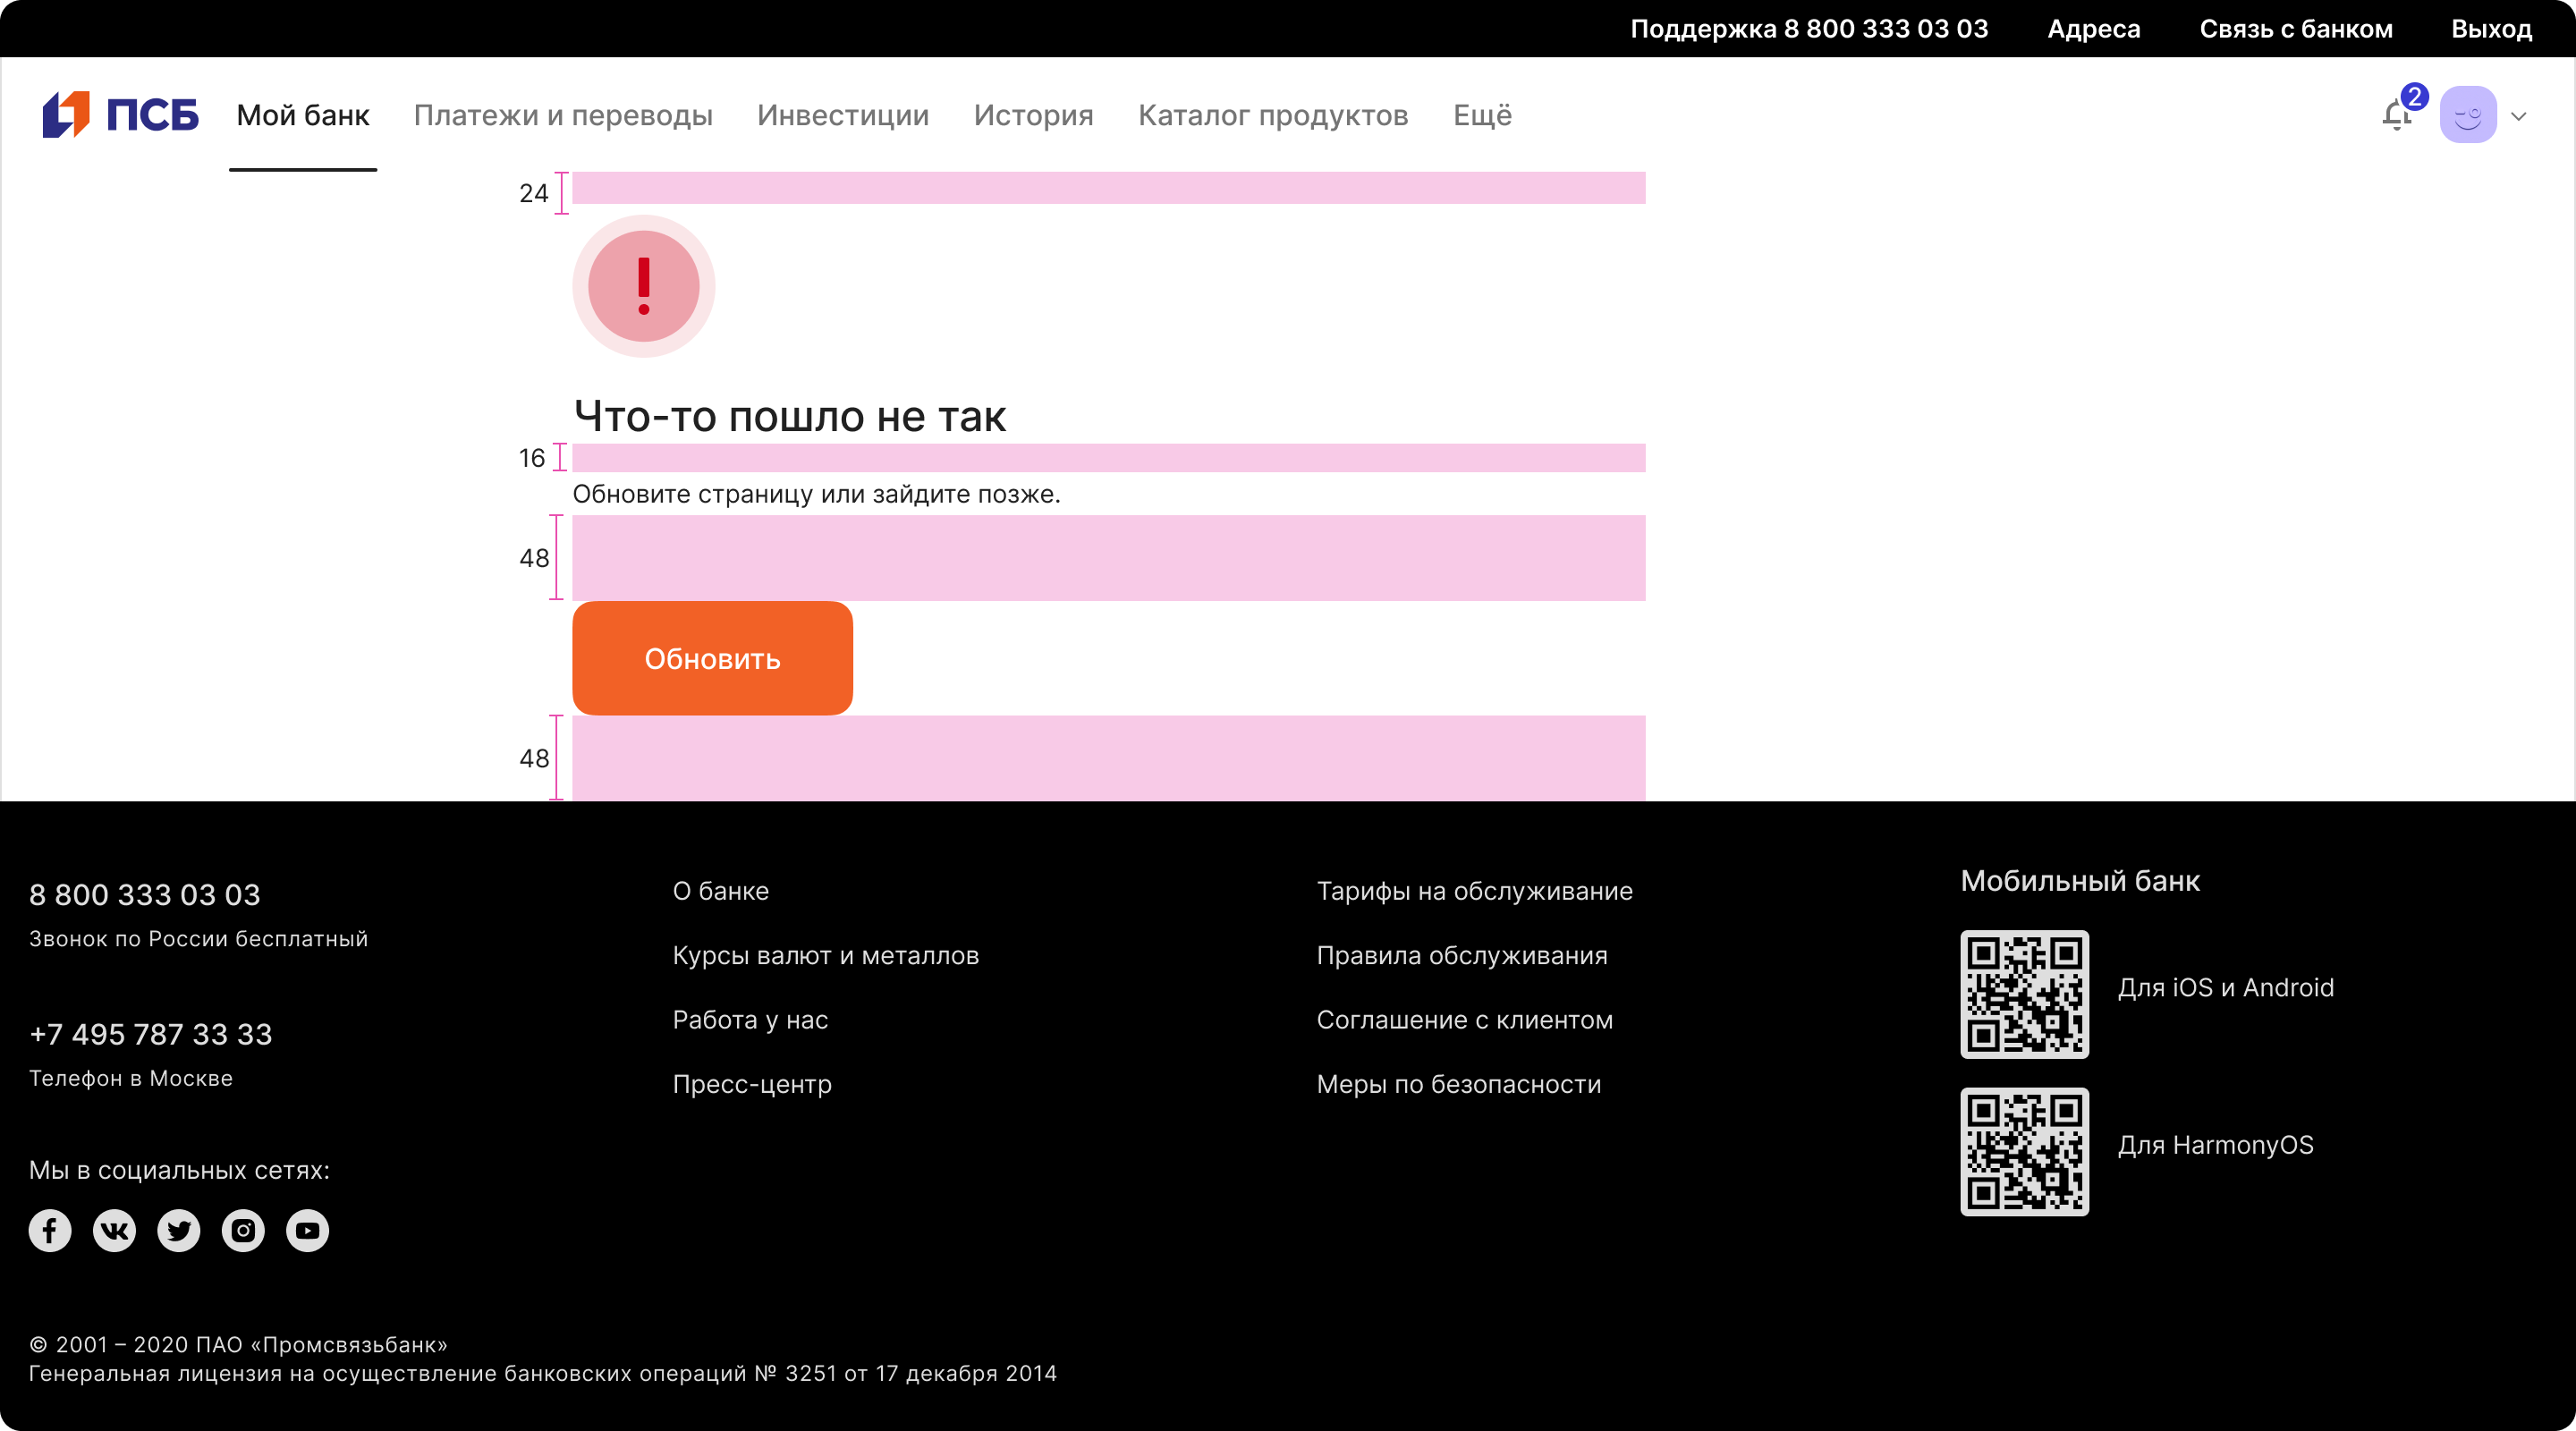 Поддержка 8 800 333 03 03 Адреса Связь с банком Выход
ПСБ Мой банк Платежи и переводы Инвестиции История Каталог продуктов Ещё 2
24
Что-то пошло не так
16
Обновите страницу или зайдите позже.
48
Обновить
48
8 800 333 03 03
Звонок по России бесплатный
+7 495 787 33 33
Телефон в Москве
Мы в социальных сетях:
О банке
Курсы валют и металлов
Работа у нас
Пресс-центр
Тарифы на обслуживание
Правила обслуживания
Соглашение с клиентом
Меры по безопасности
Мобильный банк
Для iOS и Android
Для HarmonyOS
© 2001 – 2020 ПАО «Промсвязьбанк»
Генеральная лицензия на осуществление банковских операций № 3251 от 17 декабря 2014